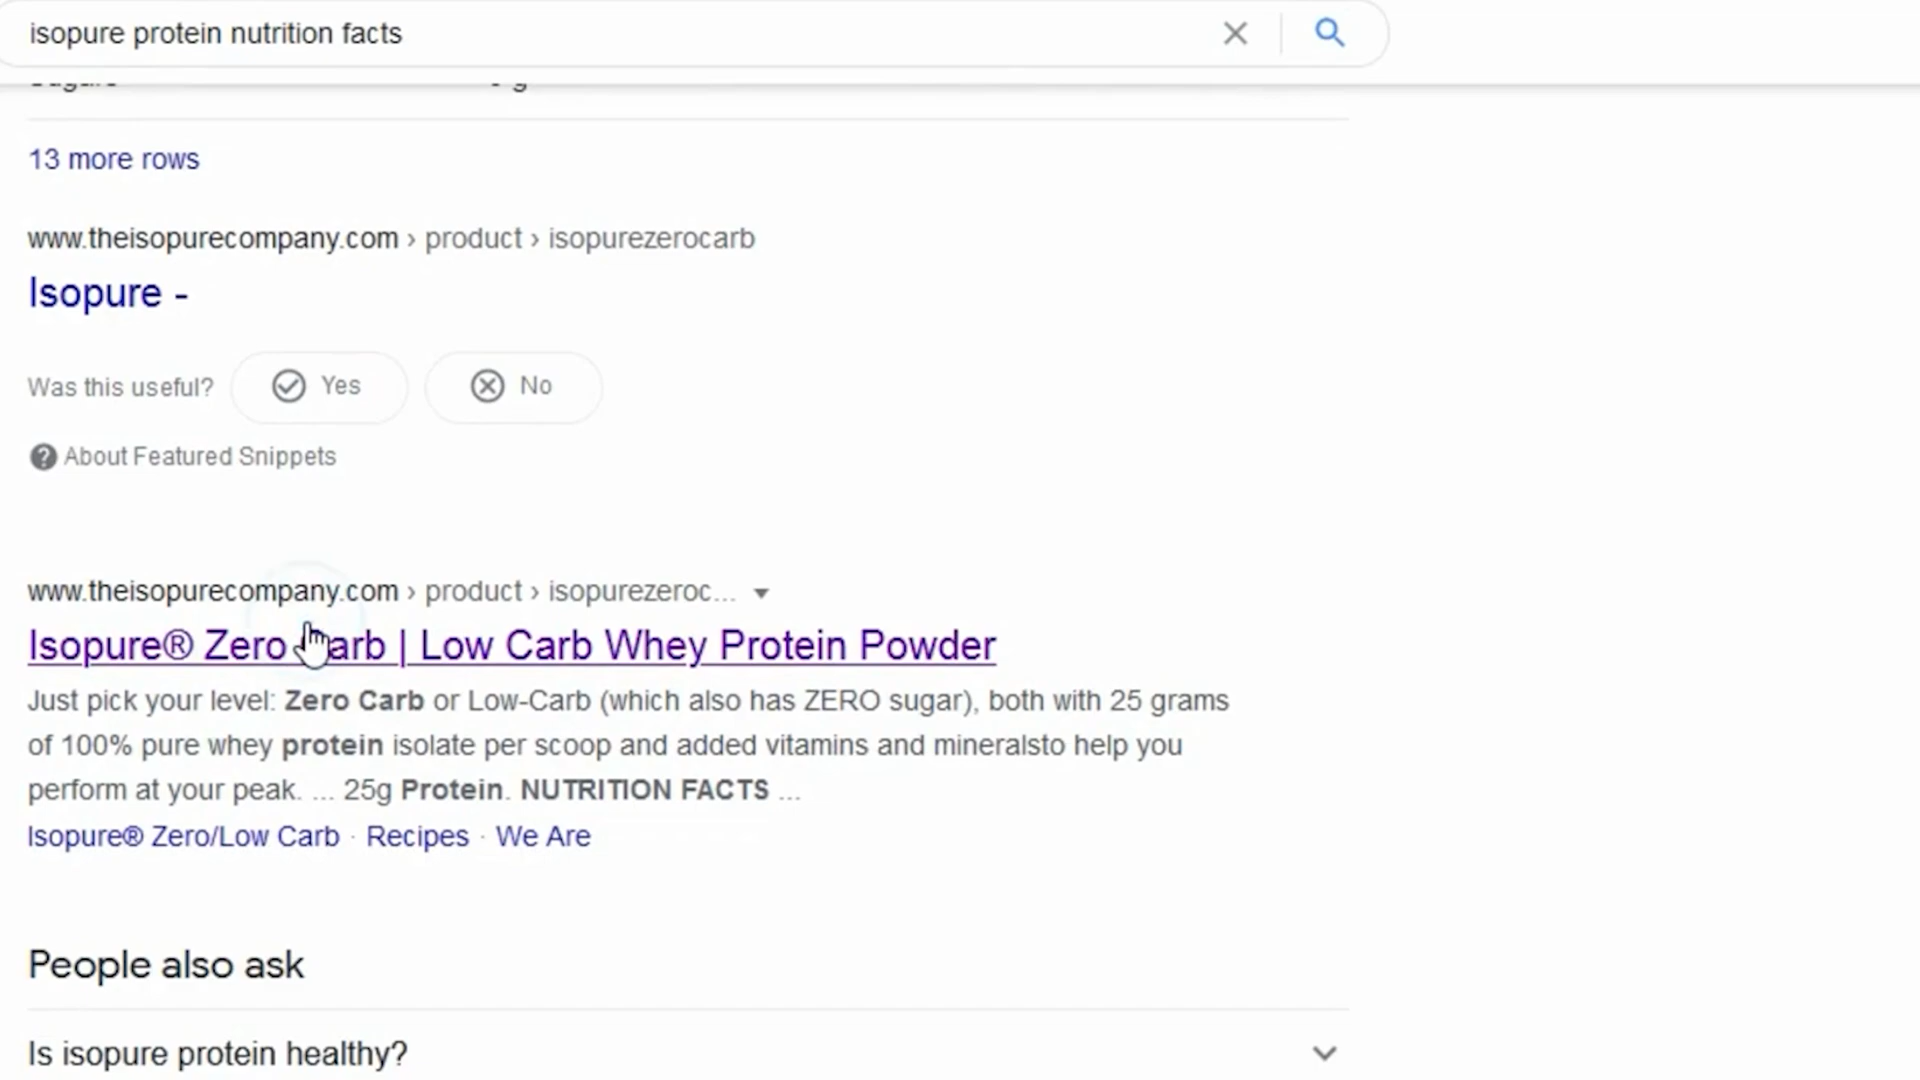 isopure protein nutrition facts
13 more rows
www.theisopurecompany.com › product › isopurezerocarb
Isopure -
Was this useful? Yes No
About Featured Snippets
www.theisopurecompany.com › product › isopurezeroc...
Isopure® Zero Carb | Low Carb Whey Protein Powder
Just pick your level: Zero Carb or Low-Carb (which also has ZERO sugar), both with 25 grams
of 100% pure whey protein isolate per scoop and added vitamins and mineralsto help you
perform at your peak. ... 25g Protein. NUTRITION FACTS ...
Isopure® Zero/Low Carb · Recipes · We Are
People also ask
Is isopure protein healthy?